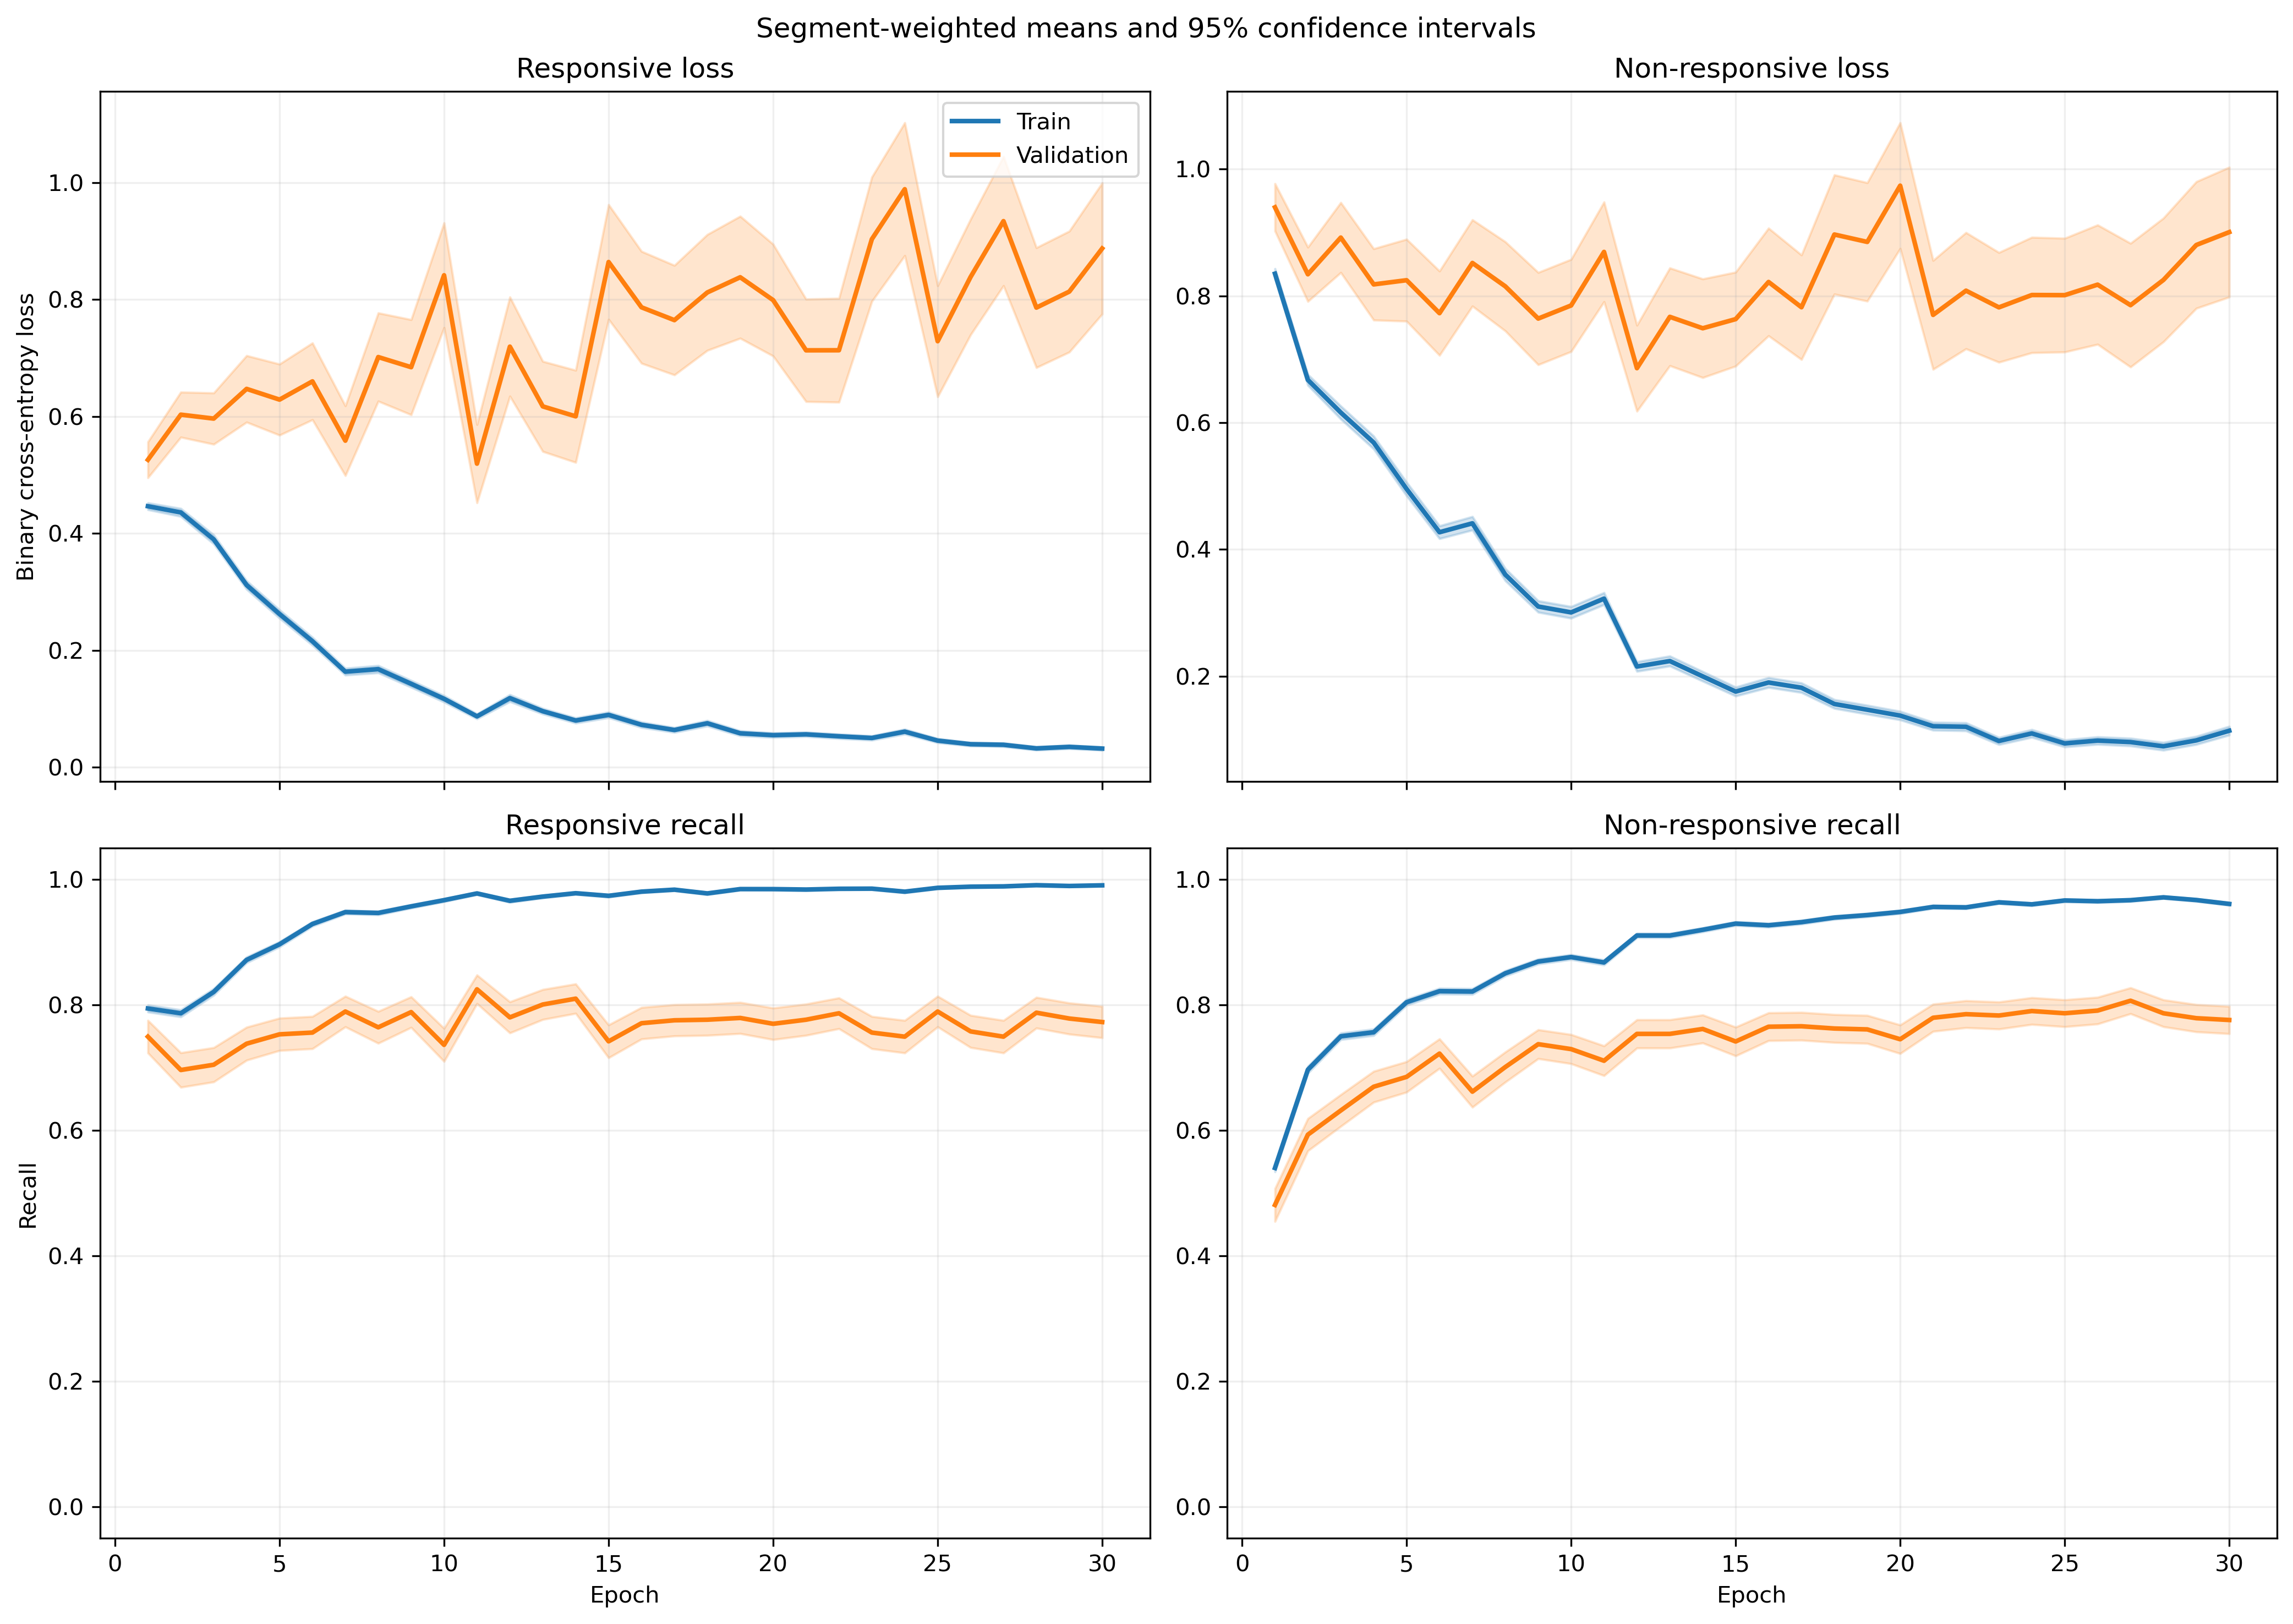 Segment-weighted means and 95% confidence intervals
Responsive loss
Train
Validation
Binary cross-entropy loss
1.0
0.8
0.6
0.4
0.2
0.0
Non-responsive loss
1.0
0.8
0.6
0.4
0.2
Responsive recall
Recall
1.0
0.8
0.6
0.4
0.2
0.0
0 5 10 15 20 25 30
Epoch
Non-responsive recall
1.0
0.8
0.6
0.4
0.2
0.0
0 5 10 15 20 25 30
Epoch